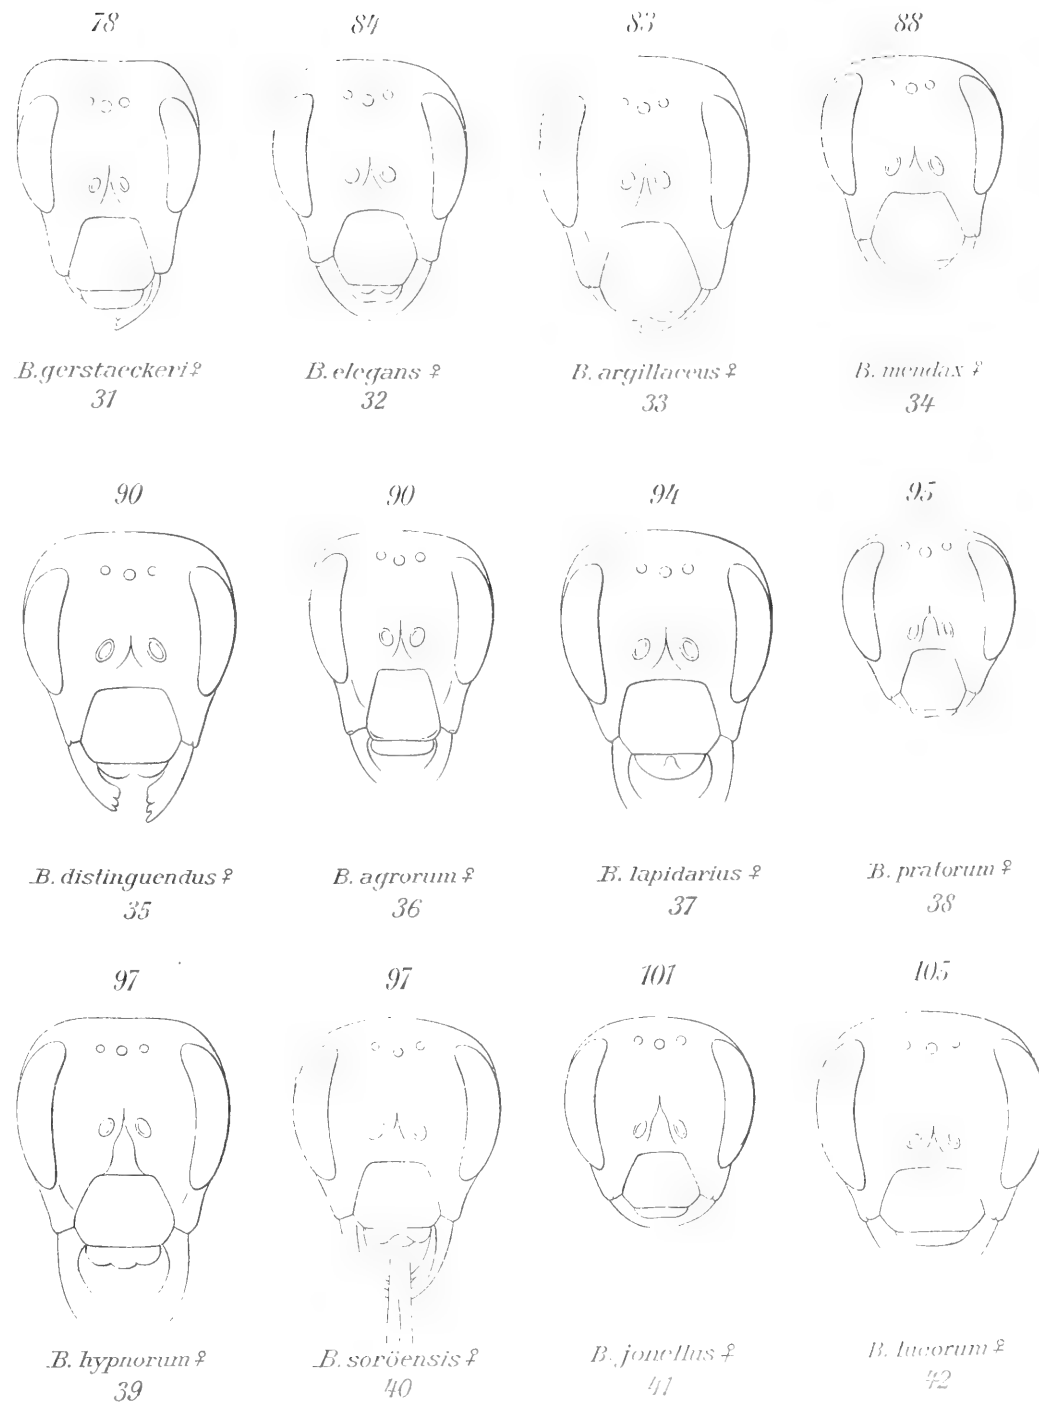 78 84 83 88
B. gerstaeckeri ♀ B. elegans ♀ B. argillaceus ♀ B. mendax ♀
31 32 33 34
90 90 94 95
B. distinguendus ♀ B. agrorum ♀ B. lapidarius ♀ B. pratorum ♀
35 36 37 38
97 97 101 105
B. hypnorum ♀ B. soröensis ♀ B. jonellus ♀ B. lucorum ♀
39 40 41 42